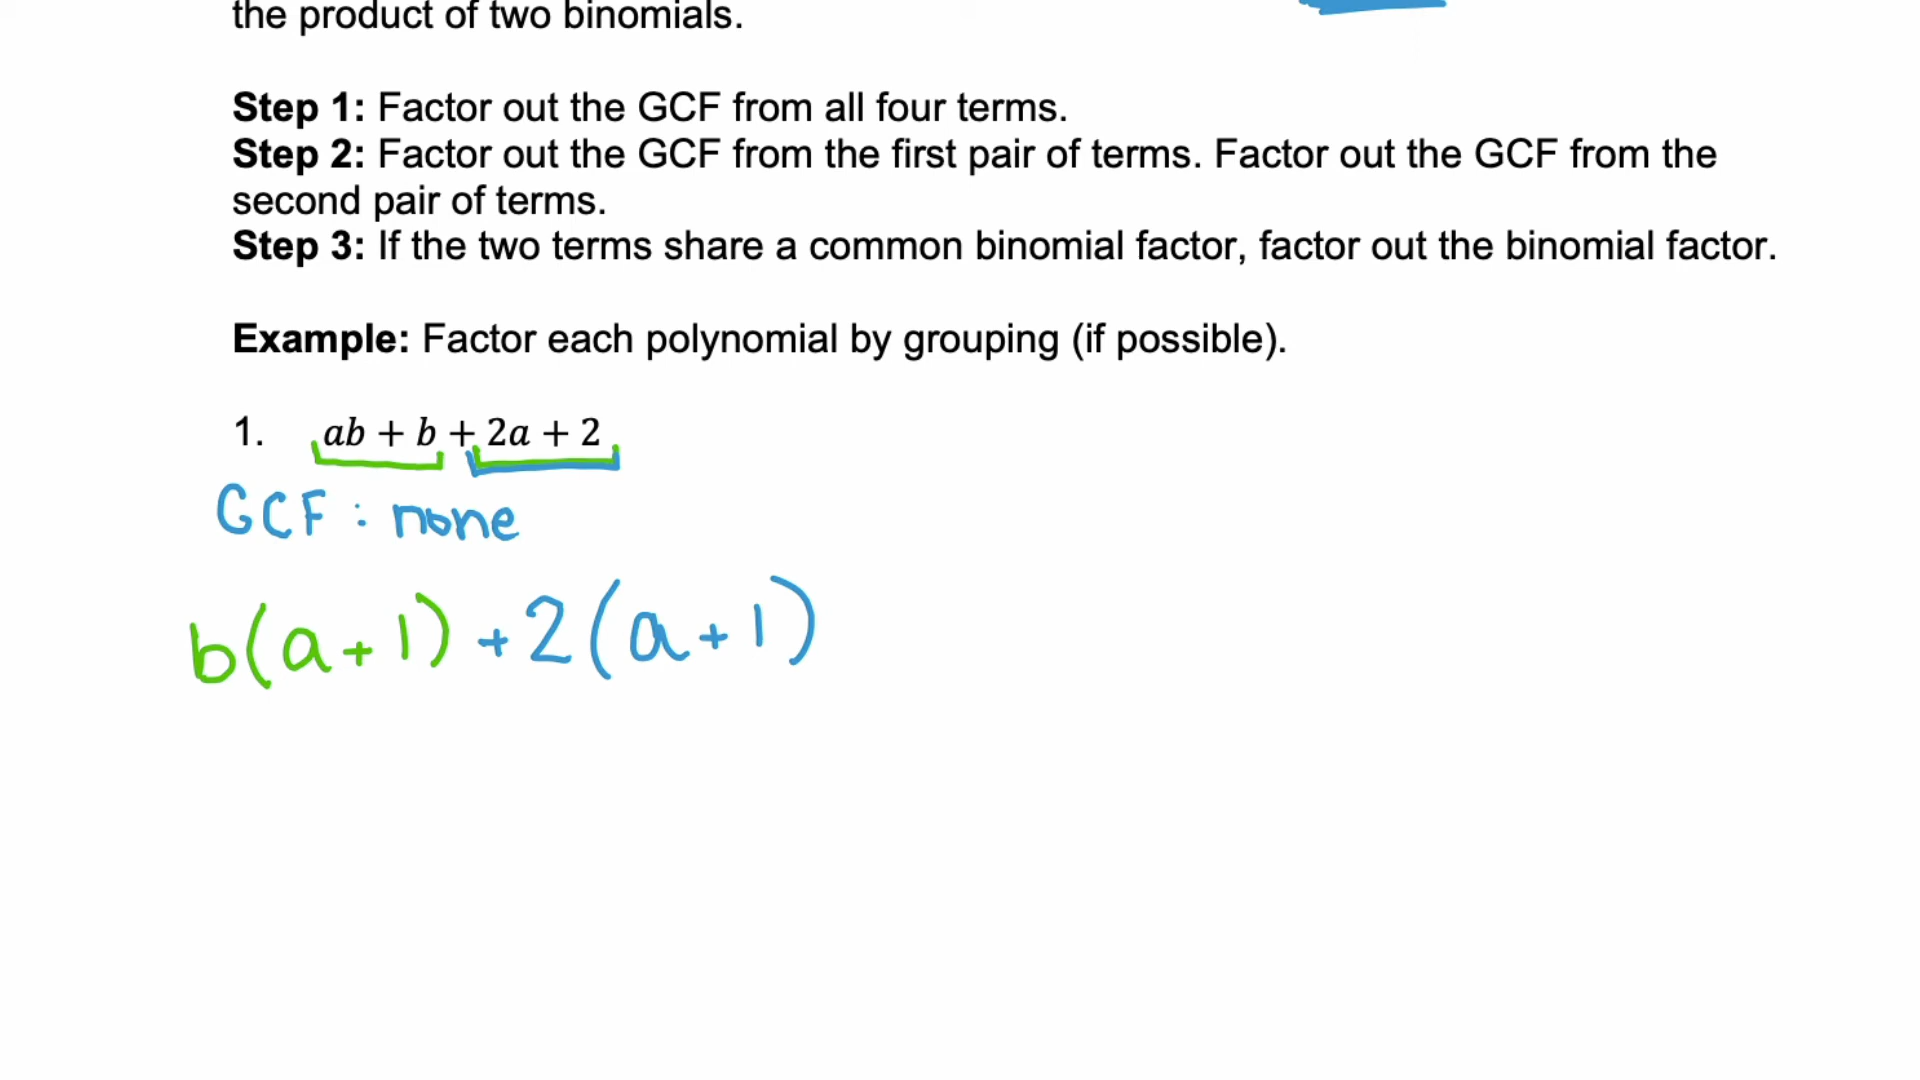 the product of two binomials.
Step 1: Factor out the GCF from all four terms.
Step 2: Factor out the GCF from the first pair of terms. Factor out the GCF from the
second pair of terms.
Step 3: If the two terms share a common binomial factor, factor out the binomial factor.
Example: Factor each polynomial by grouping (if possible).
1. ab + b + 2a + 2
GCF : none
b(a+1) +2(a+1)